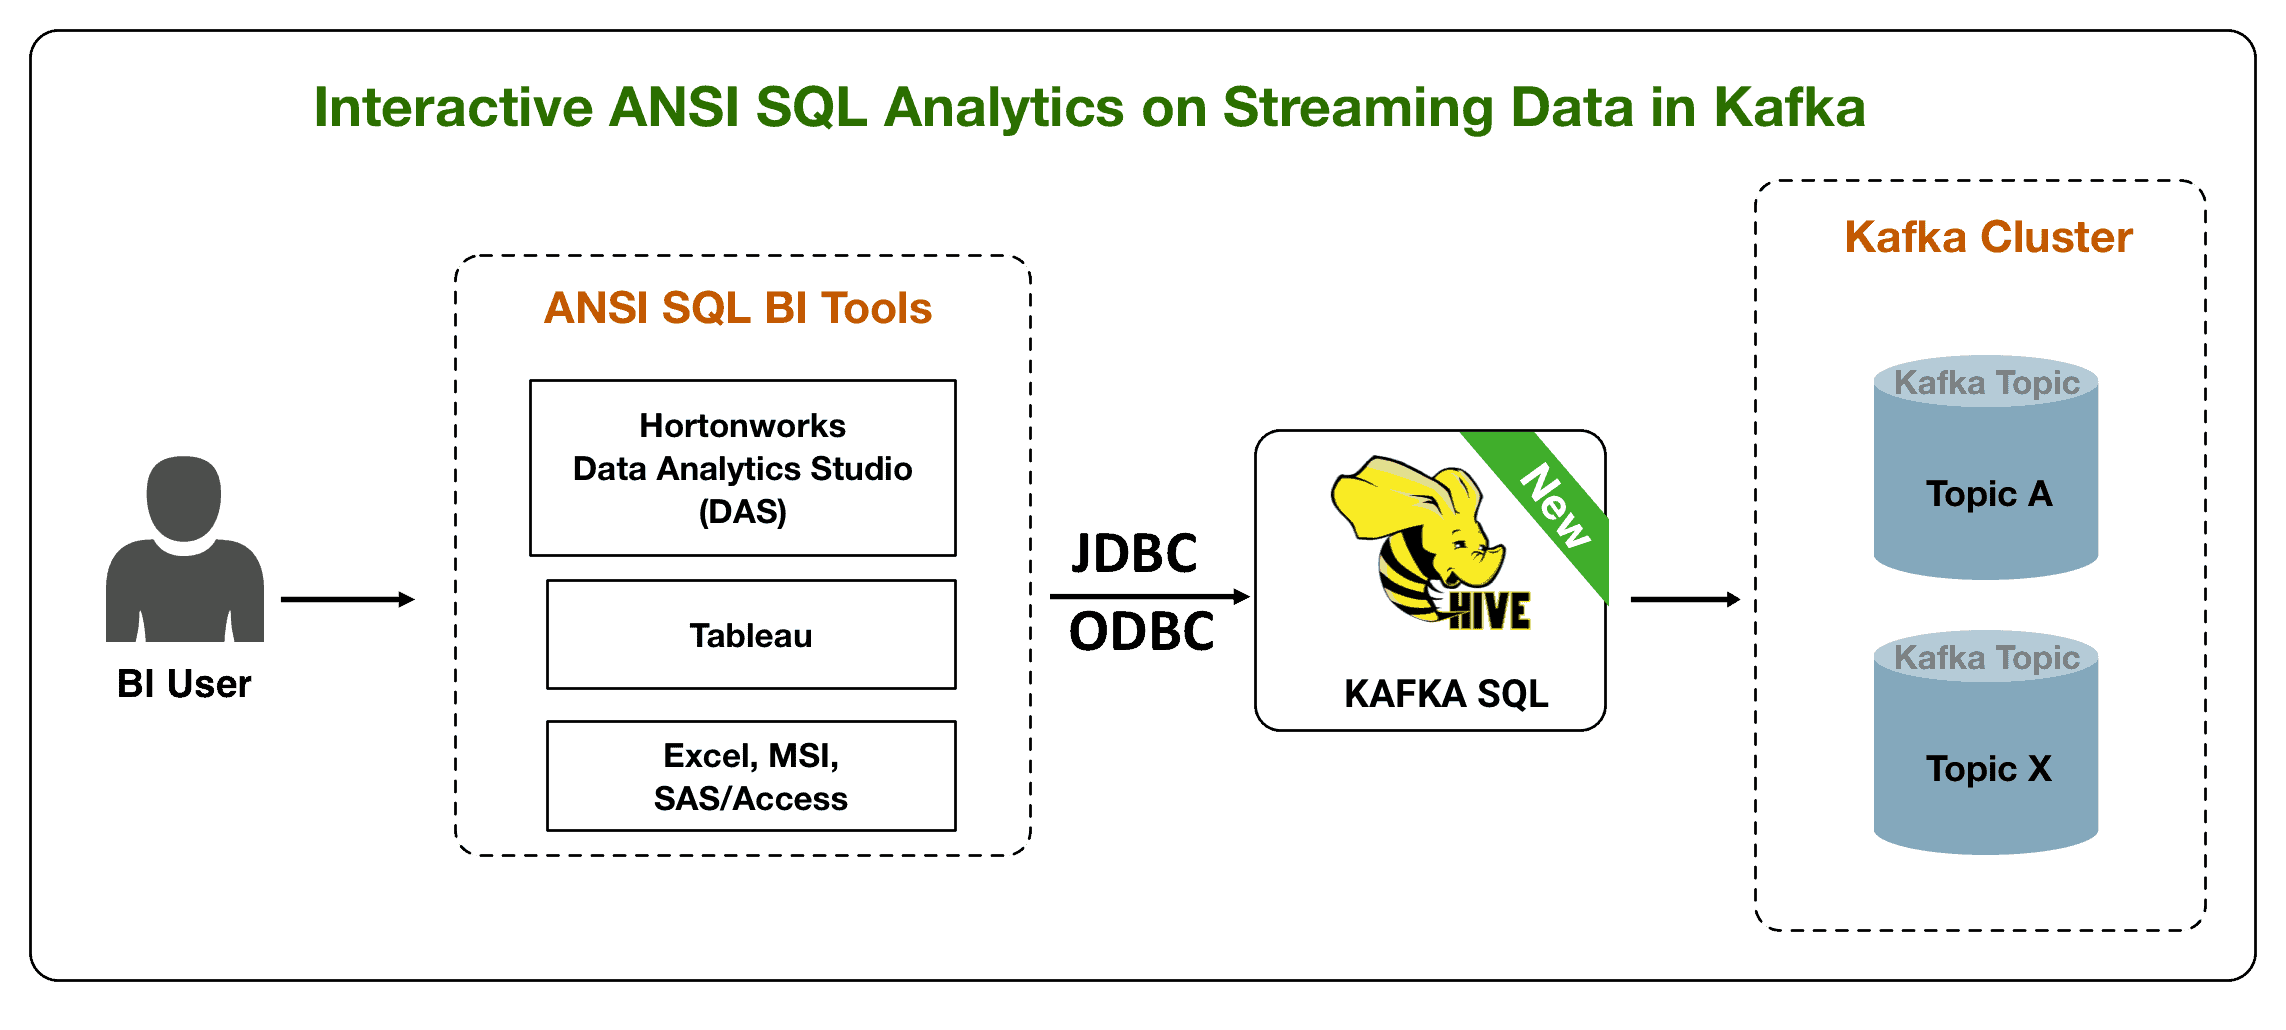 Interactive ANSI SQL Analytics on Streaming Data in Kafka
BI User
ANSI SQL BI Tools
Hortonworks
Data Analytics Studio
(DAS)
Tableau
Excel, MSI,
SAS/Access
JDBC
ODBC
New
HIVE
KAFKA SQL
Kafka Cluster
Kafka Topic
Topic A
Kafka Topic
Topic X